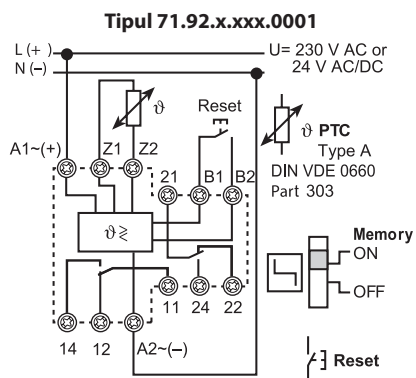 Tipul 71.92.x.xxx.0001
L (+)
N (–)
U= 230 V AC or
24 V AC/DC
ϑ
Reset
ϑ PTC
Type A
DIN VDE 0660
Part 303
A1~(+) Z1 Z2
21 B1 B2
ϑ≷
Memory
ON
OFF
11 24 22
14 12 A2~(–)
Reset